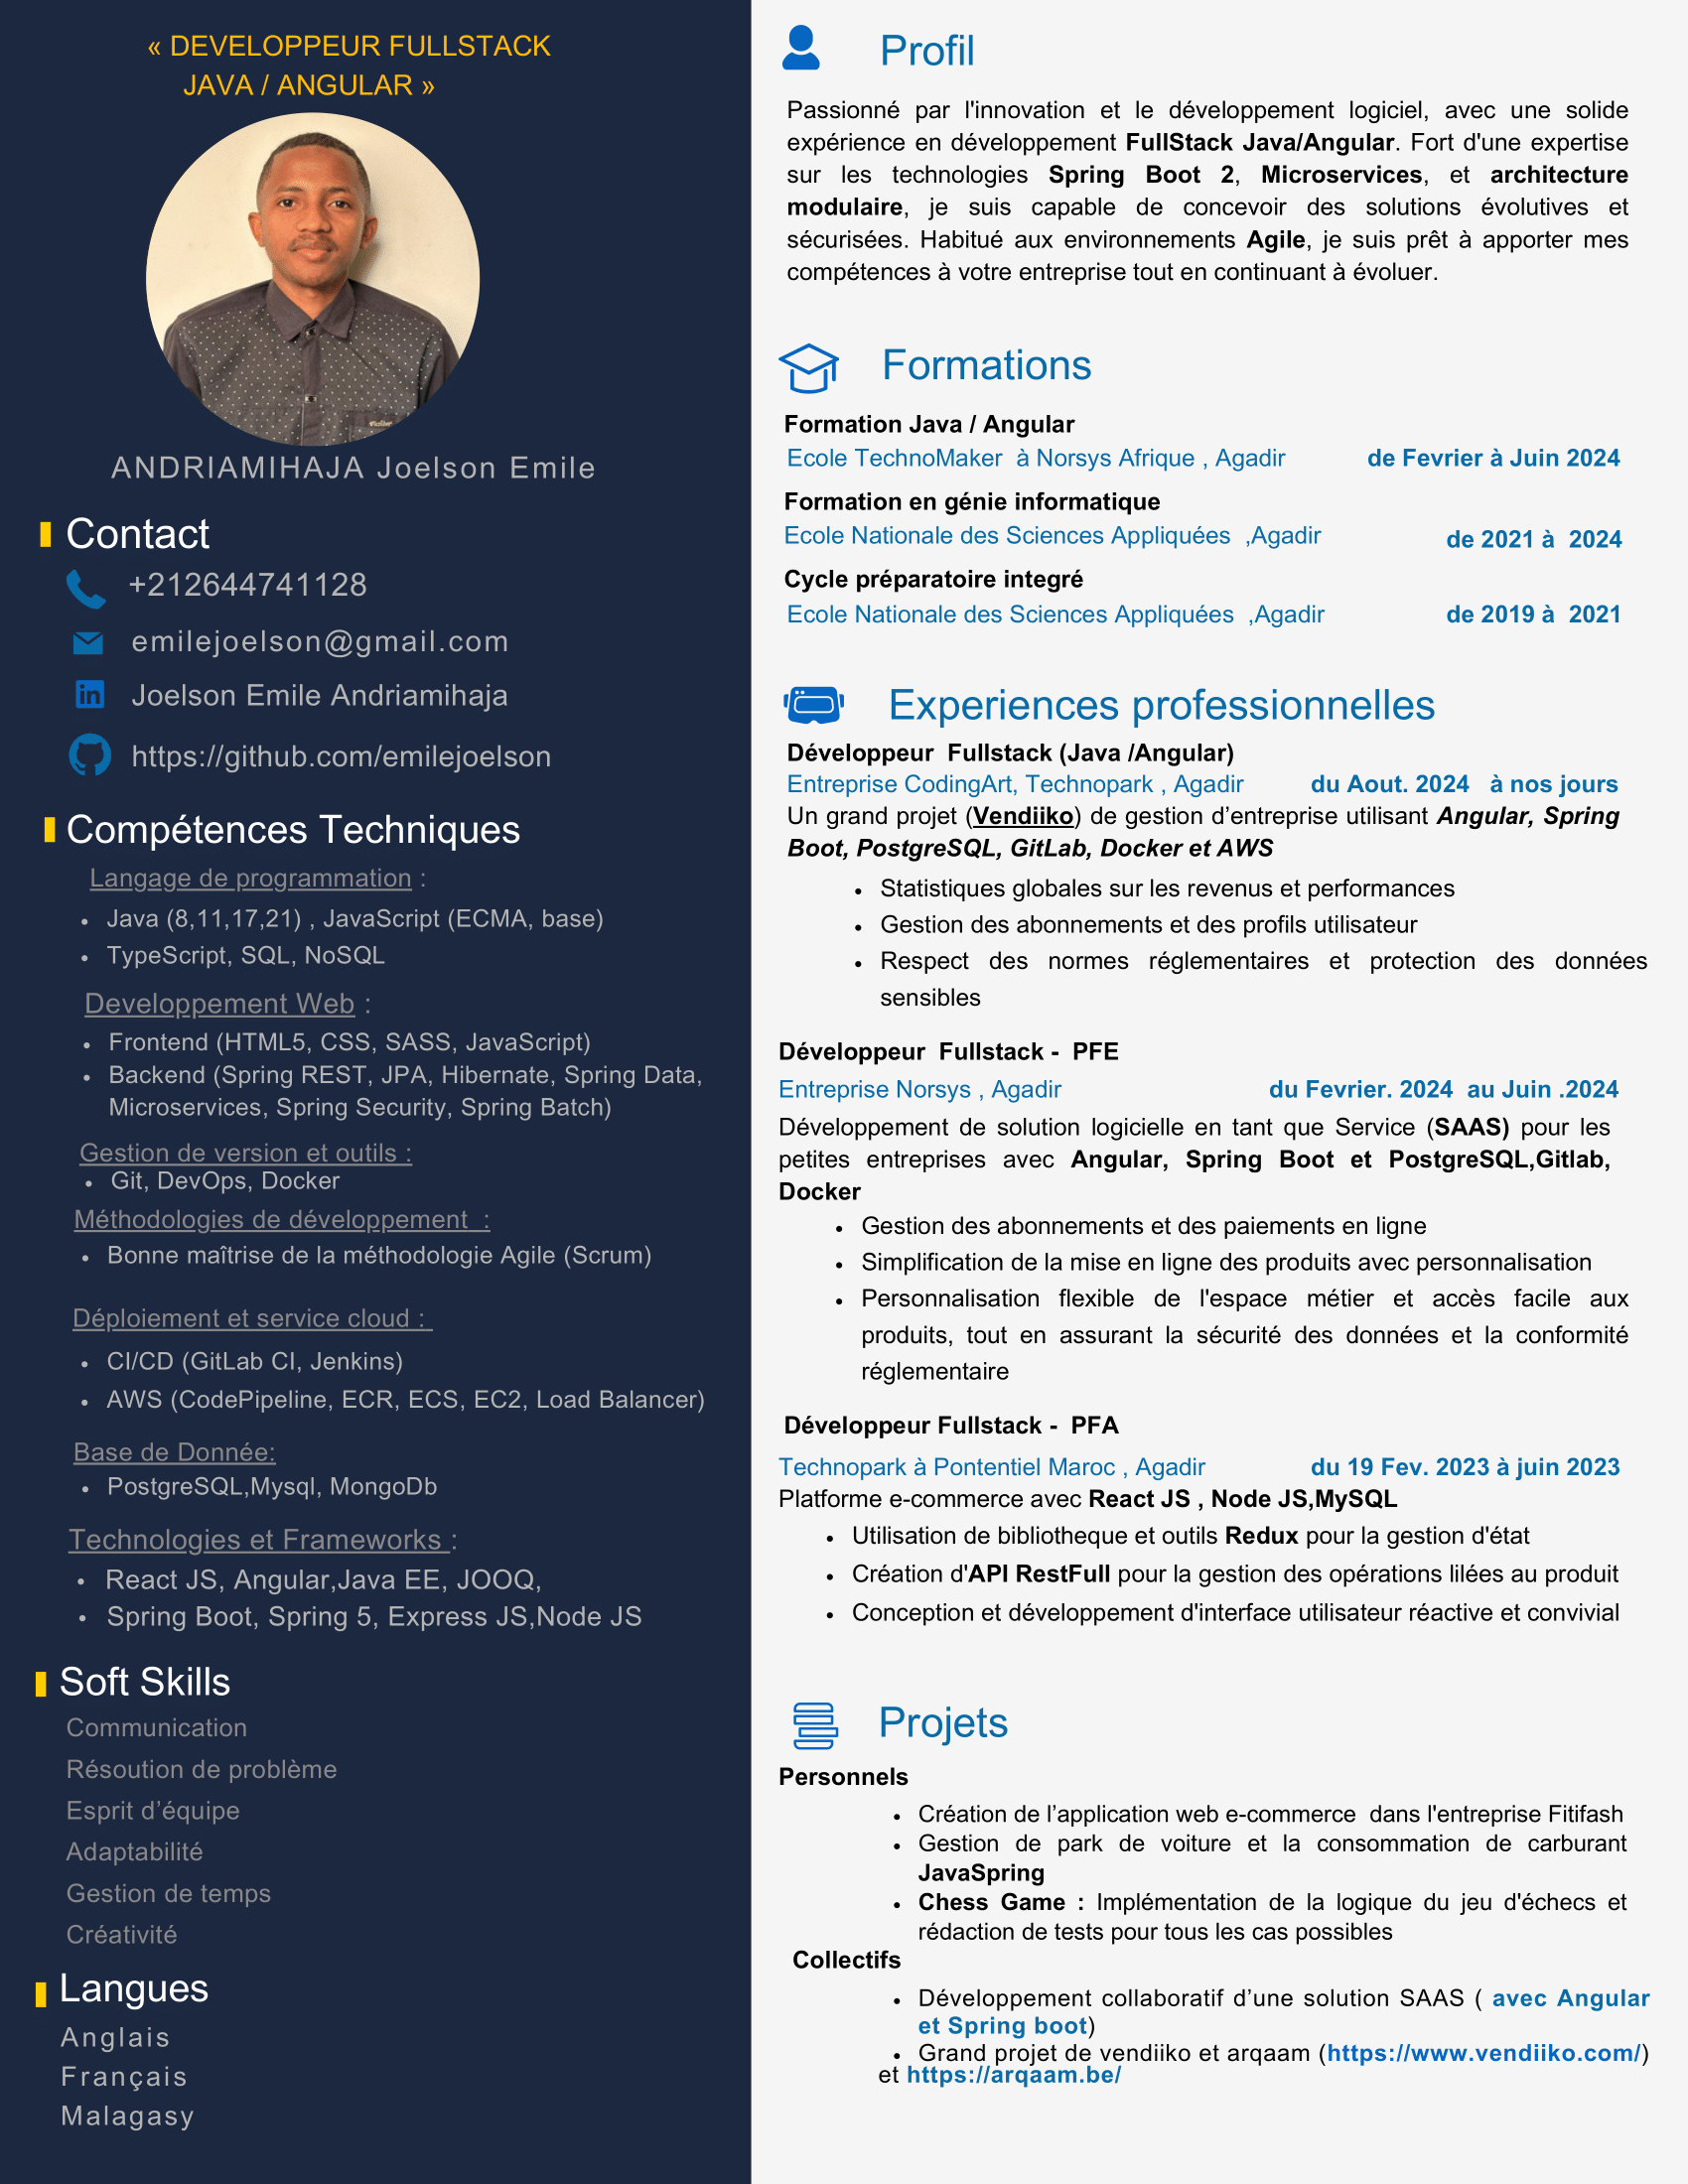 « DEVELOPPEUR FULLSTACK
JAVA / ANGULAR »
ANDRIAMIHAJA Joelson Emile
Contact
+212644741128
emilejoelson@gmail.com
Joelson Emile Andriamihaja
https://github.com/emilejoelson
Compétences Techniques
Langage de programmation :
• Java (8,11,17,21) , JavaScript (ECMA, base)
• TypeScript, SQL, NoSQL
Developpement Web :
• Frontend (HTML5, CSS, SASS, JavaScript)
• Backend (Spring REST, JPA, Hibernate, Spring Data,
Microservices, Spring Security, Spring Batch)
Gestion de version et outils :
• Git, DevOps, Docker
Méthodologies de développement :
• Bonne maîtrise de la méthodologie Agile (Scrum)
Déploiement et service cloud :
• CI/CD (GitLab CI, Jenkins)
• AWS (CodePipeline, ECR, ECS, EC2, Load Balancer)
Base de Donnée:
• PostgreSQL,Mysql, MongoDb
Technologies et Frameworks :
• React JS, Angular,Java EE, JOOQ,
• Spring Boot, Spring 5, Express JS,Node JS
Soft Skills
Communication
Résoution de problème
Esprit d’équipe
Adaptabilité
Gestion de temps
Créativité
Langues
Anglais
Français
Malagasy
Profil
Passionné par l'innovation et le développement logiciel, avec une solide
expérience en développement FullStack Java/Angular. Fort d'une expertise
sur les technologies Spring Boot 2, Microservices, et architecture
modulaire, je suis capable de concevoir des solutions évolutives et
sécurisées. Habitué aux environnements Agile, je suis prêt à apporter mes
compétences à votre entreprise tout en continuant à évoluer.
Formations
Formation Java / Angular
Ecole TechnoMaker à Norsys Afrique , Agadir de Fevrier à Juin 2024
Formation en génie informatique
Ecole Nationale des Sciences Appliquées ,Agadir de 2021 à 2024
Cycle préparatoire integré
Ecole Nationale des Sciences Appliquées ,Agadir de 2019 à 2021
Experiences professionnelles
Développeur Fullstack (Java /Angular)
Entreprise CodingArt, Technopark , Agadir du Aout. 2024 à nos jours
Un grand projet (Vendiiko) de gestion d’entreprise utilisant Angular, Spring
Boot, PostgreSQL, GitLab, Docker et AWS
• Statistiques globales sur les revenus et performances
• Gestion des abonnements et des profils utilisateur
• Respect des normes réglementaires et protection des données
sensibles
Développeur Fullstack - PFE
Entreprise Norsys , Agadir du Fevrier. 2024 au Juin .2024
Développement de solution logicielle en tant que Service (SAAS) pour les
petites entreprises avec Angular, Spring Boot et PostgreSQL,Gitlab,
Docker
• Gestion des abonnements et des paiements en ligne
• Simplification de la mise en ligne des produits avec personnalisation
• Personnalisation flexible de l'espace métier et accès facile aux
produits, tout en assurant la sécurité des données et la conformité
réglementaire
Développeur Fullstack - PFA
Technopark à Pontentiel Maroc , Agadir du 19 Fev. 2023 à juin 2023
Platforme e-commerce avec React JS , Node JS,MySQL
• Utilisation de bibliotheque et outils Redux pour la gestion d'état
• Création d'API RestFull pour la gestion des opérations lilées au produit
• Conception et développement d'interface utilisateur réactive et convivial
Projets
Personnels
• Création de l’application web e-commerce dans l'entreprise Fitifash
• Gestion de park de voiture et la consommation de carburant
JavaSpring
• Chess Game : Implémentation de la logique du jeu d'échecs et
rédaction de tests pour tous les cas possibles
Collectifs
• Développement collaboratif d’une solution SAAS ( avec Angular
et Spring boot)
• Grand projet de vendiiko et arqaam (https://www.vendiiko.com/)
et https://arqaam.be/